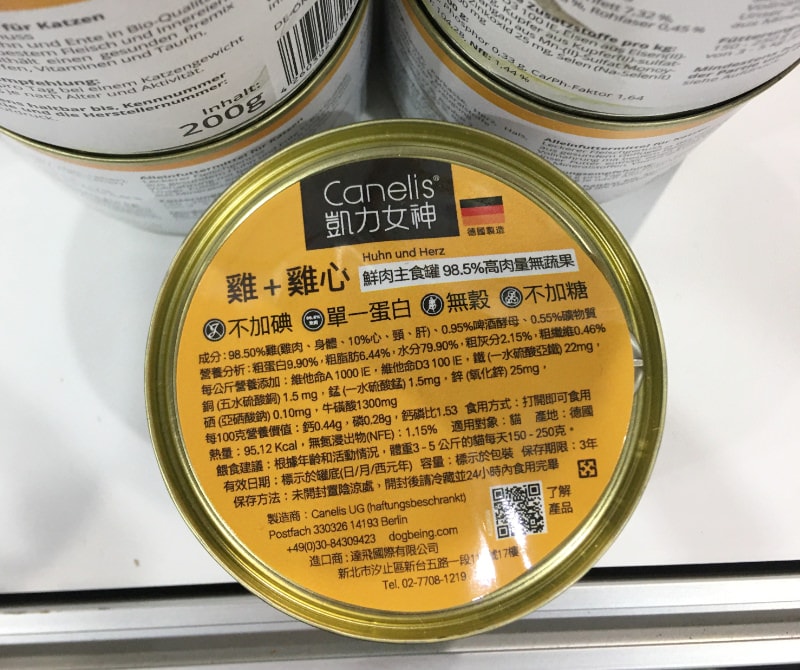 für Katzen
n und Ente in Bio-Qualität
Inhalt:
200g
Alleinfuttermittel für Katzen
Canelis®
凱力女神
德國製造
Huhn und Herz
雞+雞心
鮮肉主食罐 98.5%高肉量無蔬果
不加碘 單一蛋白 無穀 不加糖
成分:98.50%雞(雞肉、身體、10%心、頸、肝)、0.95%啤酒酵母、0.55%礦物質
營養分析:粗蛋白9.90%,粗脂肪6.44%,水分79.90%,粗灰分2.15%,粗纖維0.46%
每公斤營養添加:維他命A 1000 IE,維他命D3 100 IE,鐵(一水硫酸亞鐵) 22mg,
銅(五水硫酸銅) 1.5 mg,錳(一水硫酸錳) 1.5mg,鋅(氧化鋅) 25mg,
硒(亞硒酸鈉) 0.10mg,牛磺酸1300mg
每100克營養價值:鈣0.44g,磷0.28g,鈣磷比1.53 食用方式:打開即可食用
熱量:95.12 Kcal,無氮浸出物(NFE):1.15% 適用對象:貓 產地:德國
餵食建議:根據年齡和活動情況,體重3-5公斤的貓每天150-250克。
有效日期:標示於罐底(日/月/西元年) 容量:標示於包裝 保存期限:3年
保存方法:未開封置陰涼處,開封後請冷藏並24小時內食用完畢
了解
產品
製造商:Canelis UG (haftungsbeschränkt)
Postfach 330326 14193 Berlin
+49(0)30-84309423 dogbeing.com
進口商:達飛國際有限公司
新北市汐止區新台五路一段
Tel. 02-7708-1219